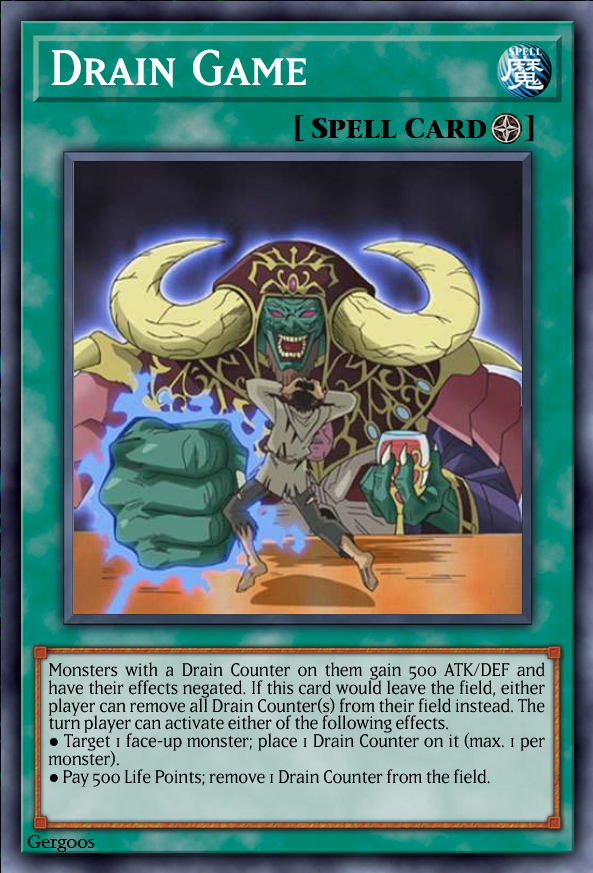 Drain Game
SPELL
魔
[ Spell Card ]
Monsters with a Drain Counter on them gain 500 ATK/DEF and
have their effects negated. If this card would leave the field, either
player can remove all Drain Counter(s) from their field instead. The
turn player can activate either of the following effects.
● Target 1 face-up monster; place 1 Drain Counter on it (max. 1 per
monster).
● Pay 500 Life Points; remove 1 Drain Counter from the field.
Gergoos